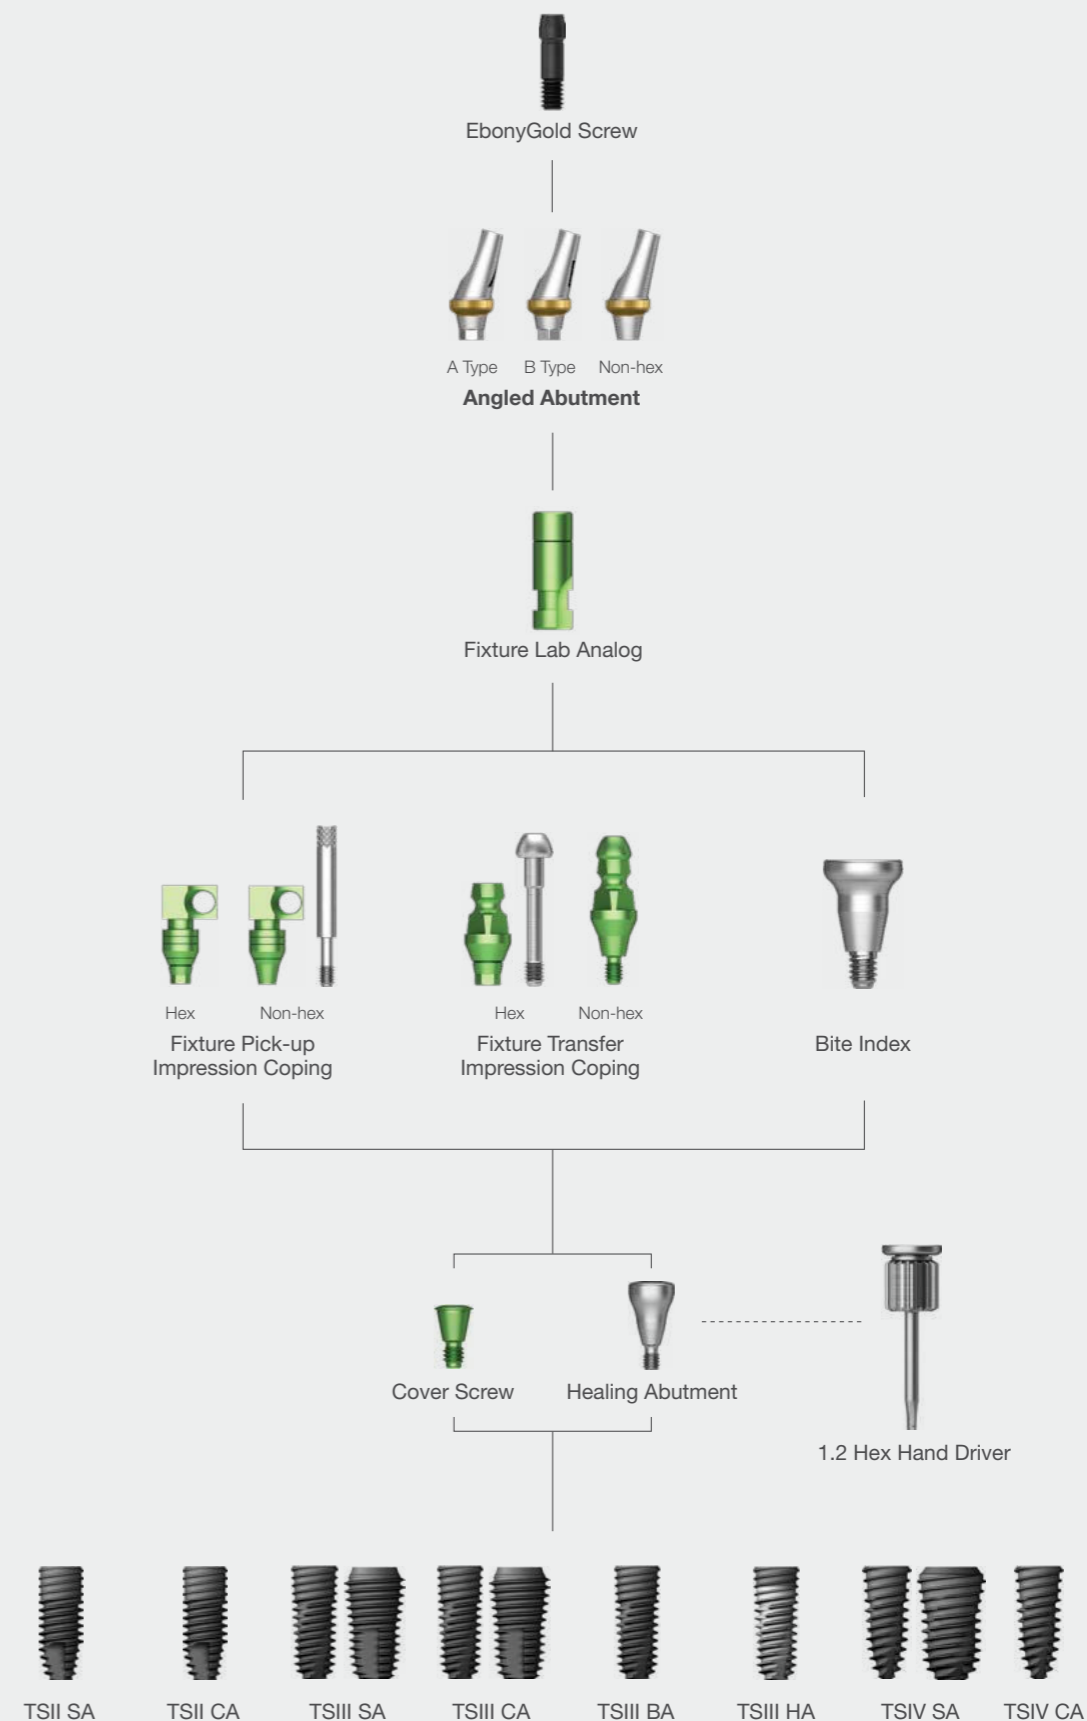 EbonyGold Screw
A Type B Type Non-hex
Angled Abutment
Fixture Lab Analog
Hex Non-hex Hex Non-hex
Fixture Pick-up Fixture Transfer Bite Index
Impression Coping Impression Coping
Cover Screw Healing Abutment
1.2 Hex Hand Driver
TSII SA TSII CA TSIII SA TSIII CA TSIII BA TSIII HA TSIV SA TSIV CA